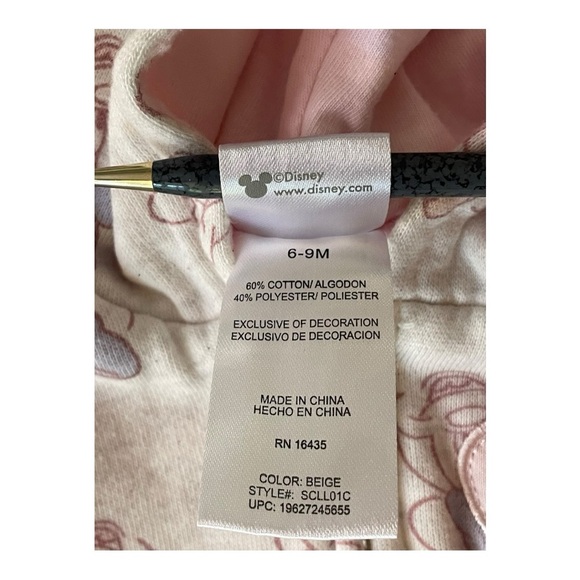 ©Disney
www.disney.com
6-9M
60% COTTON/ ALGODON
40% POLYESTER/ POLIESTER
EXCLUSIVE OF DECORATION
EXCLUSIVO DE DECORACION
MADE IN CHINA
HECHO EN CHINA
RN 16435
COLOR: BEIGE
STYLE#: SCLL01C
UPC: 19627245655